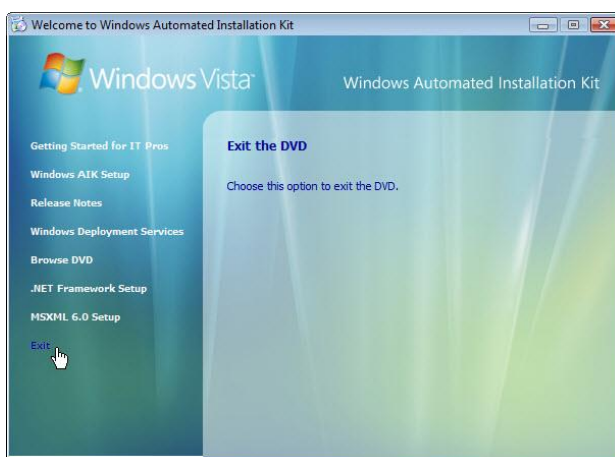 Welcome to Windows Automated Installation Kit
Windows Vista™
Windows Automated Installation Kit
Getting Started for IT Pros
Windows AIK Setup
Release Notes
Windows Deployment Services
Browse DVD
.NET Framework Setup
MSXML 6.0 Setup
Exit
Exit the DVD
Choose this option to exit the DVD.